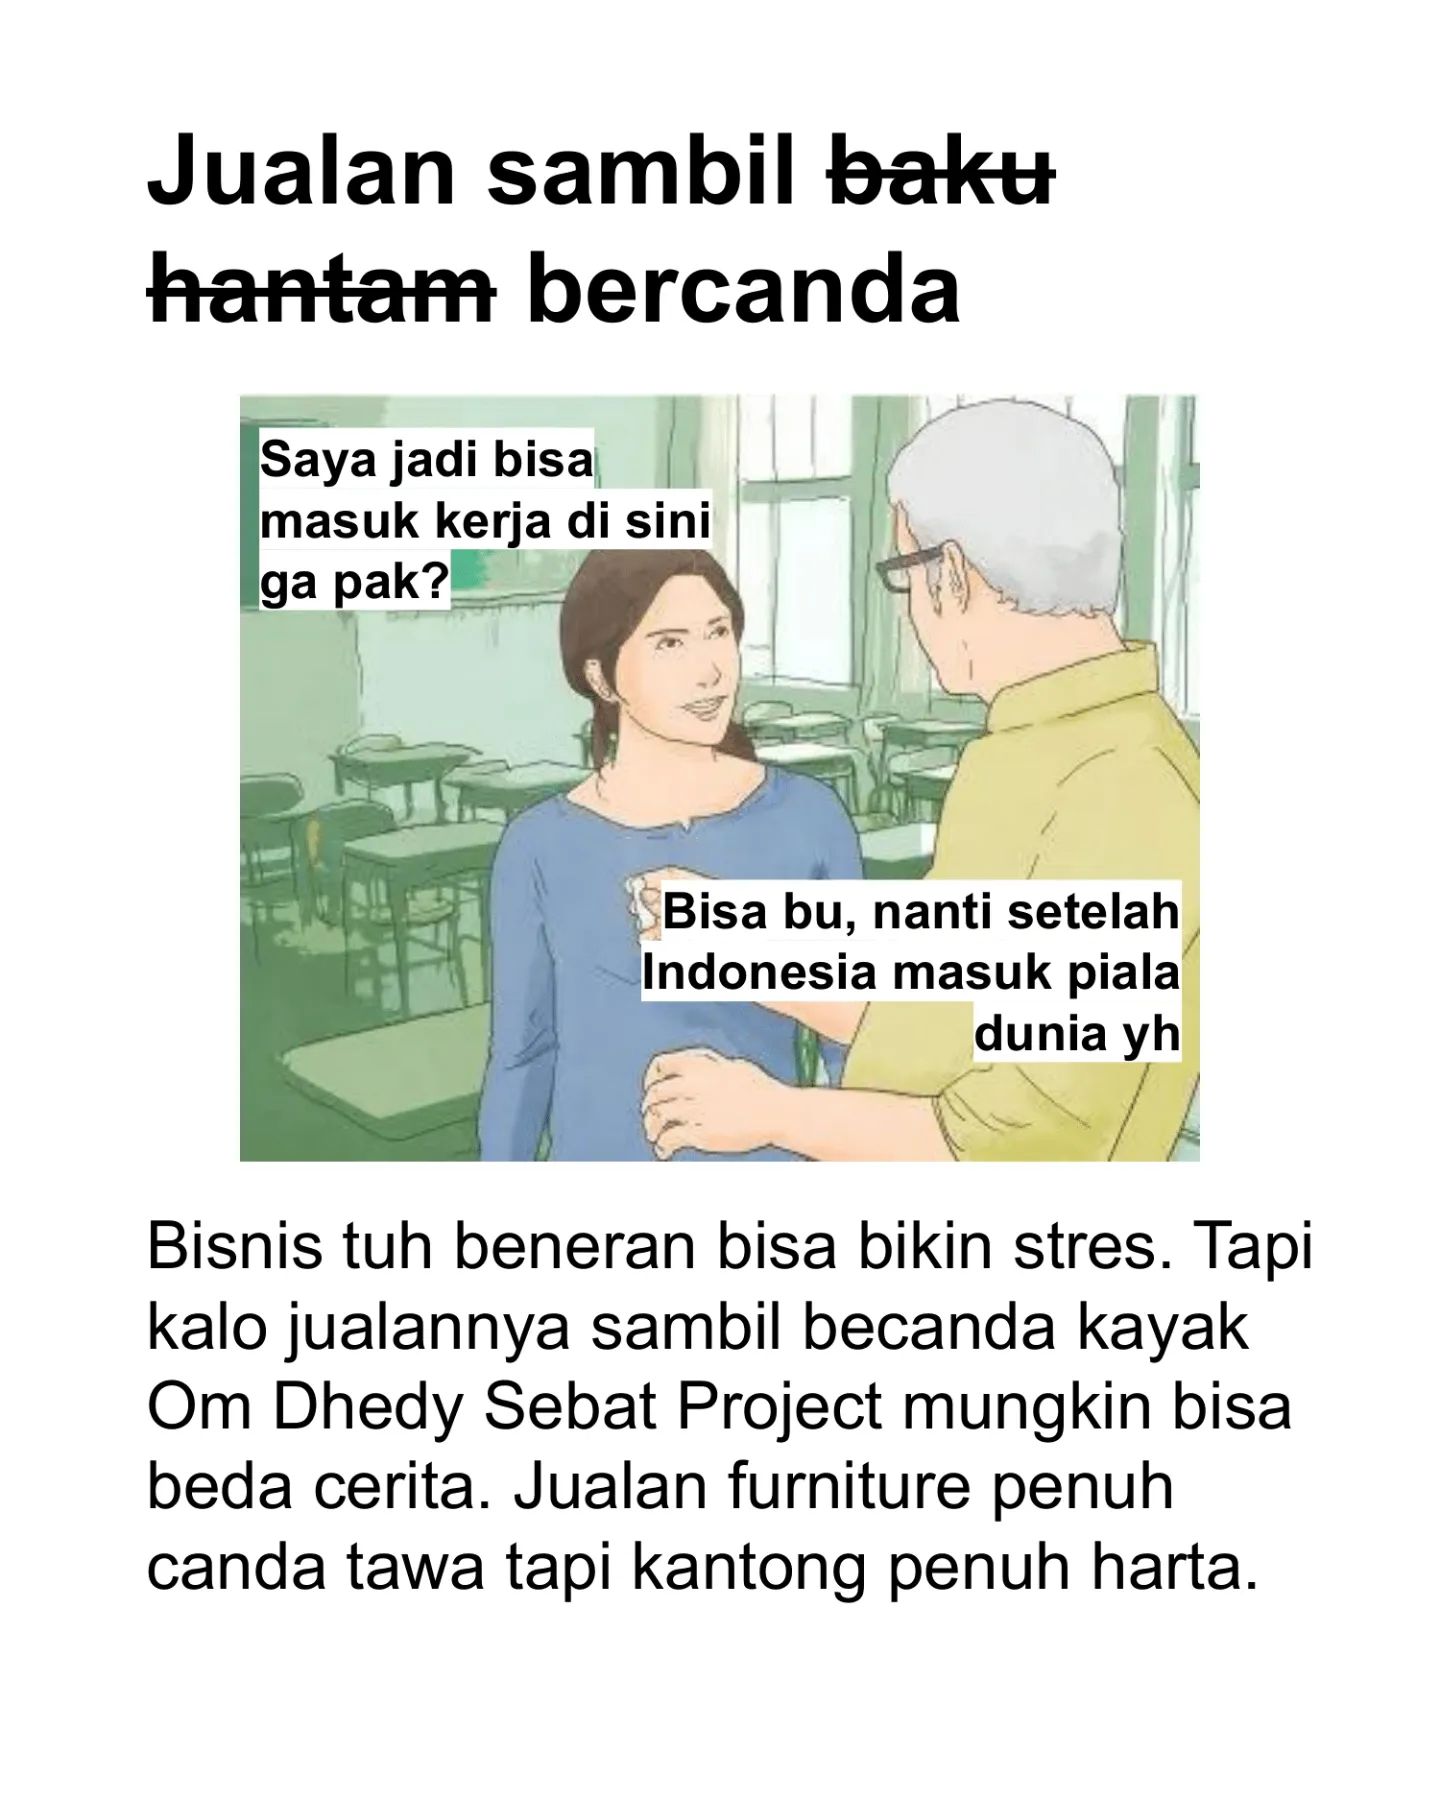 Jualan sambil baku
hantam bercanda
Saya jadi bisa
masuk kerja di sini
ga pak?
Bisa bu, nanti setelah
Indonesia masuk piala
dunia yh
Bisnis tuh beneran bisa bikin stres. Tapi
kalo jualannya sambil becanda kayak
Om Dhedy Sebat Project mungkin bisa
beda cerita. Jualan furniture penuh
canda tawa tapi kantong penuh harta.